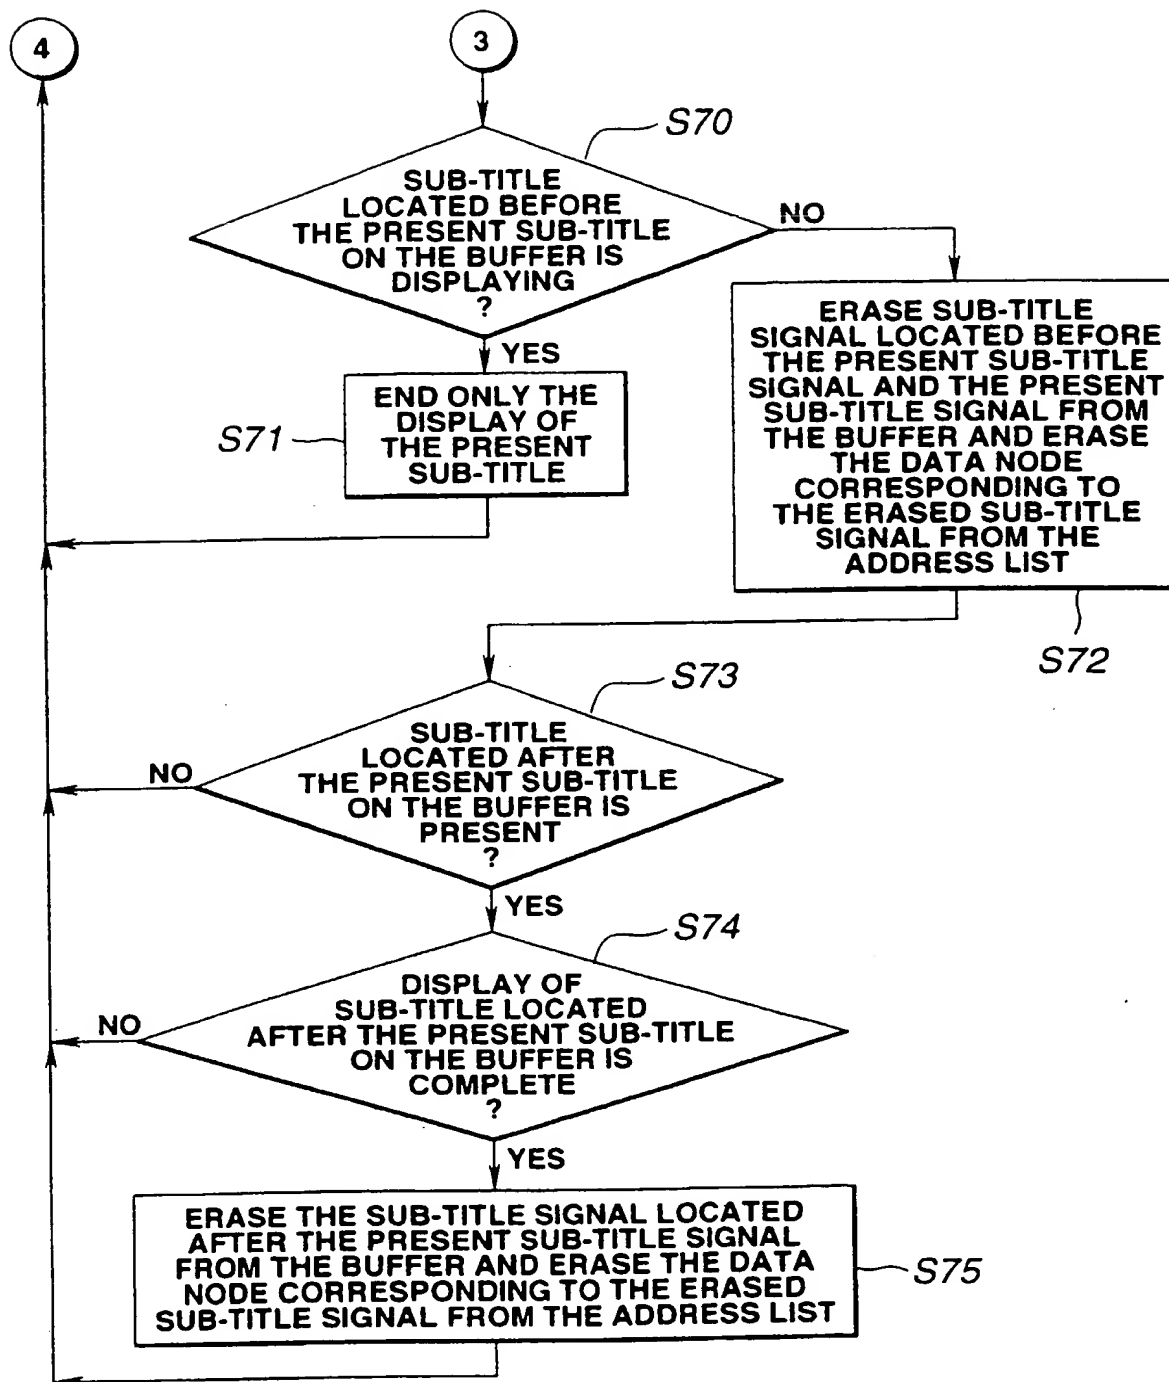 4
3
S70
SUB-TITLE
LOCATED BEFORE
THE PRESENT SUB-TITLE
ON THE BUFFER IS
DISPLAYING
?
NO
YES
END ONLY THE
DISPLAY OF
THE PRESENT
SUB-TITLE
S71
ERASE SUB-TITLE
SIGNAL LOCATED BEFORE
THE PRESENT SUB-TITLE
SIGNAL AND THE PRESENT
SUB-TITLE SIGNAL FROM
THE BUFFER AND ERASE
THE DATA NODE
CORRESPONDING TO
THE ERASED SUB-TITLE
SIGNAL FROM THE
ADDRESS LIST
S72
S73
SUB-TITLE
LOCATED AFTER
THE PRESENT SUB-TITLE
ON THE BUFFER IS
PRESENT
?
NO
YES
S74
DISPLAY OF
SUB-TITLE LOCATED
AFTER THE PRESENT SUB-TITLE
ON THE BUFFER IS
COMPLETE
?
NO
YES
ERASE THE SUB-TITLE SIGNAL LOCATED
AFTER THE PRESENT SUB-TITLE SIGNAL
FROM THE BUFFER AND ERASE THE DATA
NODE CORRESPONDING TO THE ERASED
SUB-TITLE SIGNAL FROM THE ADDRESS LIST
S75